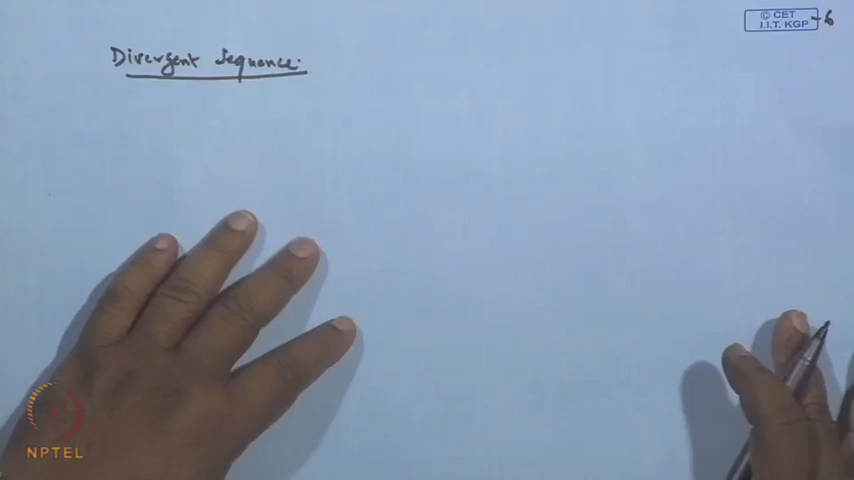 © CET
I.I.T. KGP
-6
Divergent Sequence.
NPTEL